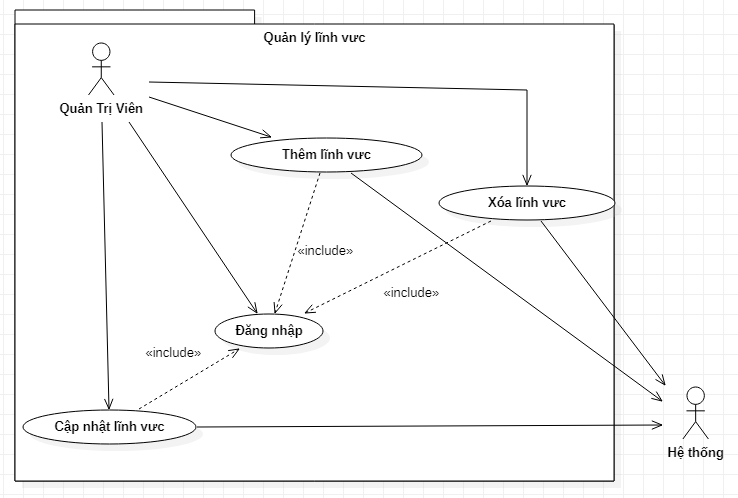 Quản lý lĩnh vưc
Quản Trị Viên
Thêm lĩnh vưc
Xóa lĩnh vưc
«include»
«include»
Đăng nhập
«include»
Cập nhật lĩnh vưc
Hệ thống